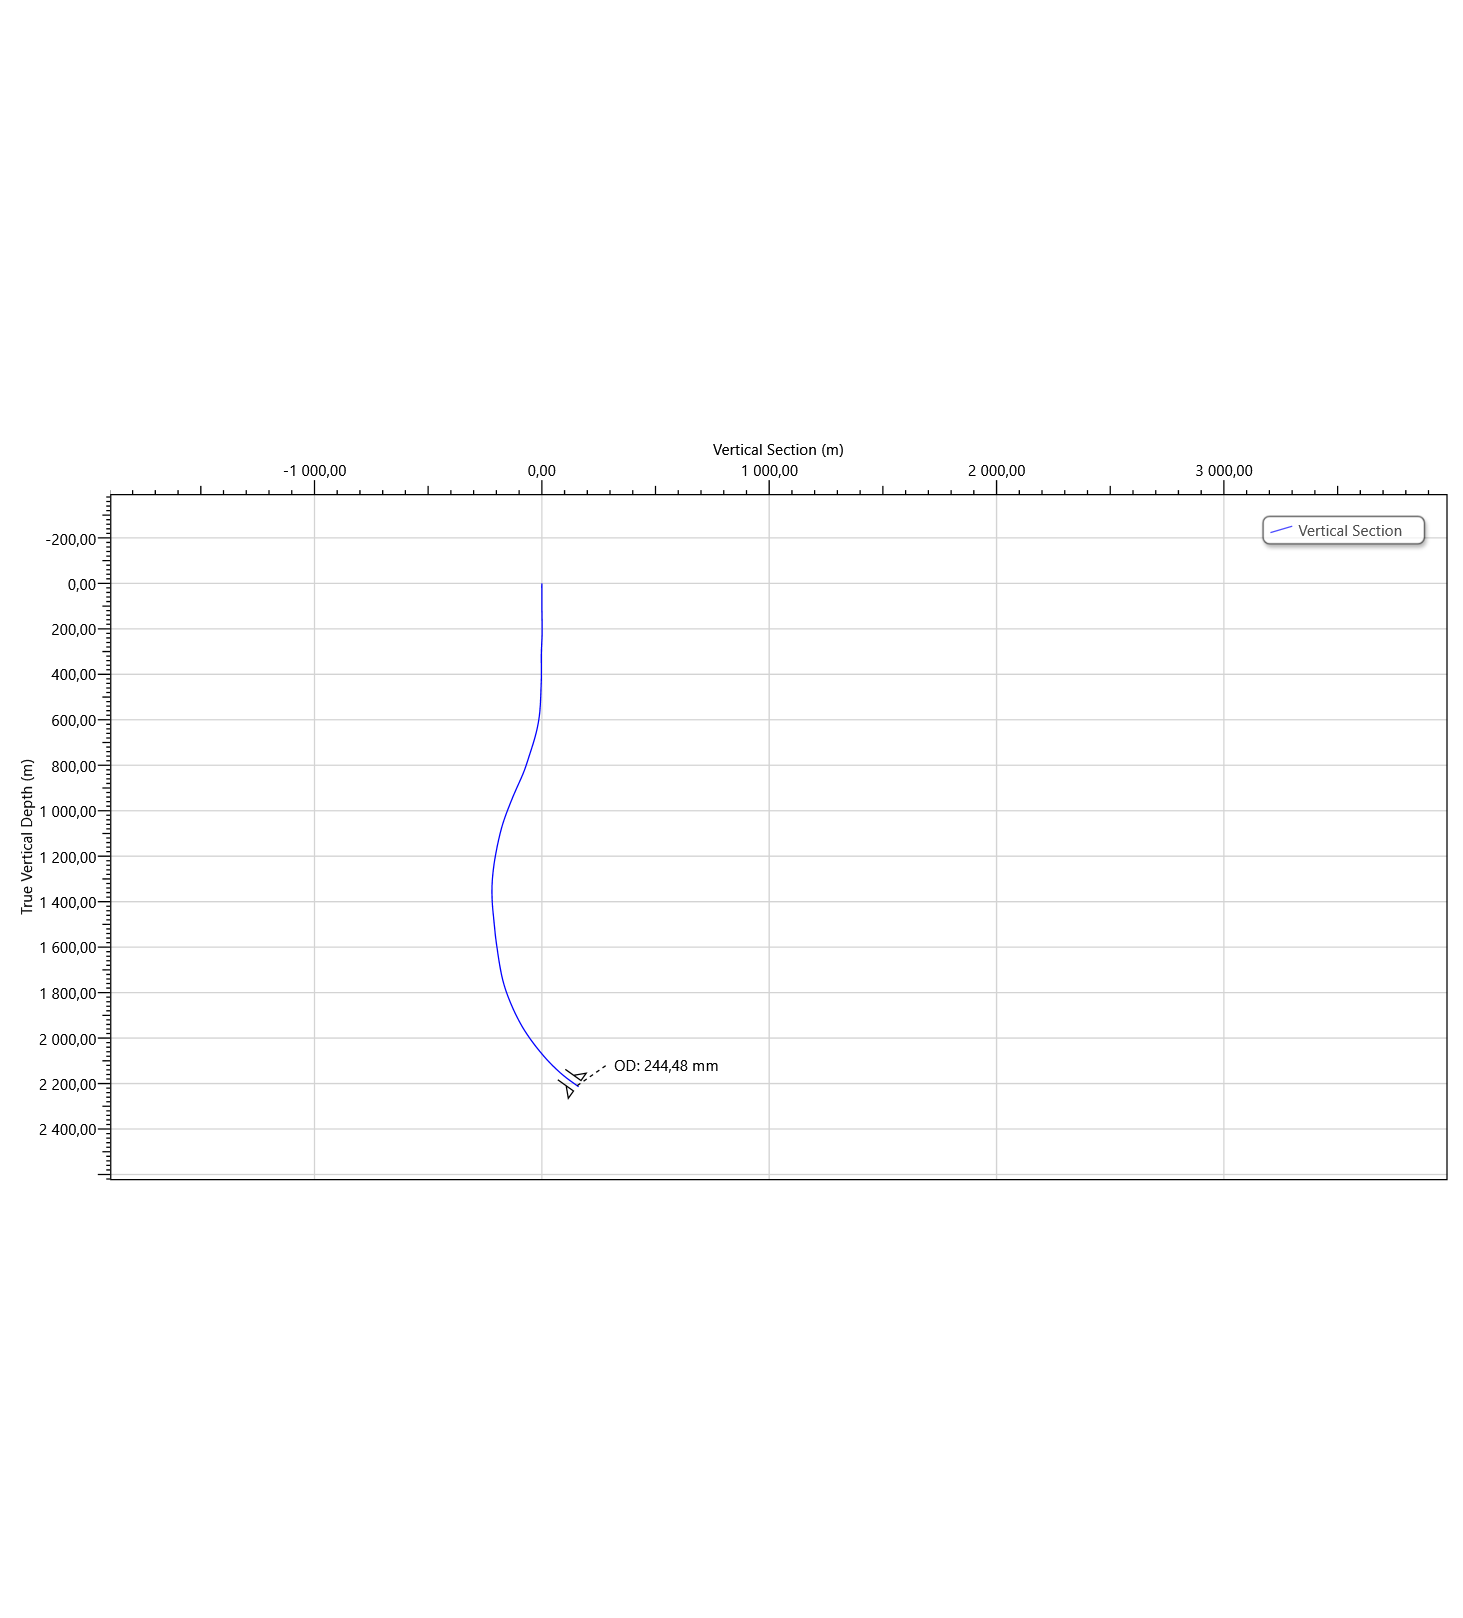 Vertical Section (m)
-1 000,00 0,00 1 000,00 2 000,00 3 000,00
Vertical Section
-200,00
0,00
200,00
400,00
600,00
800,00
1 000,00
1 200,00
1 400,00
1 600,00
1 800,00
2 000,00
2 200,00
2 400,00
True Vertical Depth (m)
OD: 244,48 mm